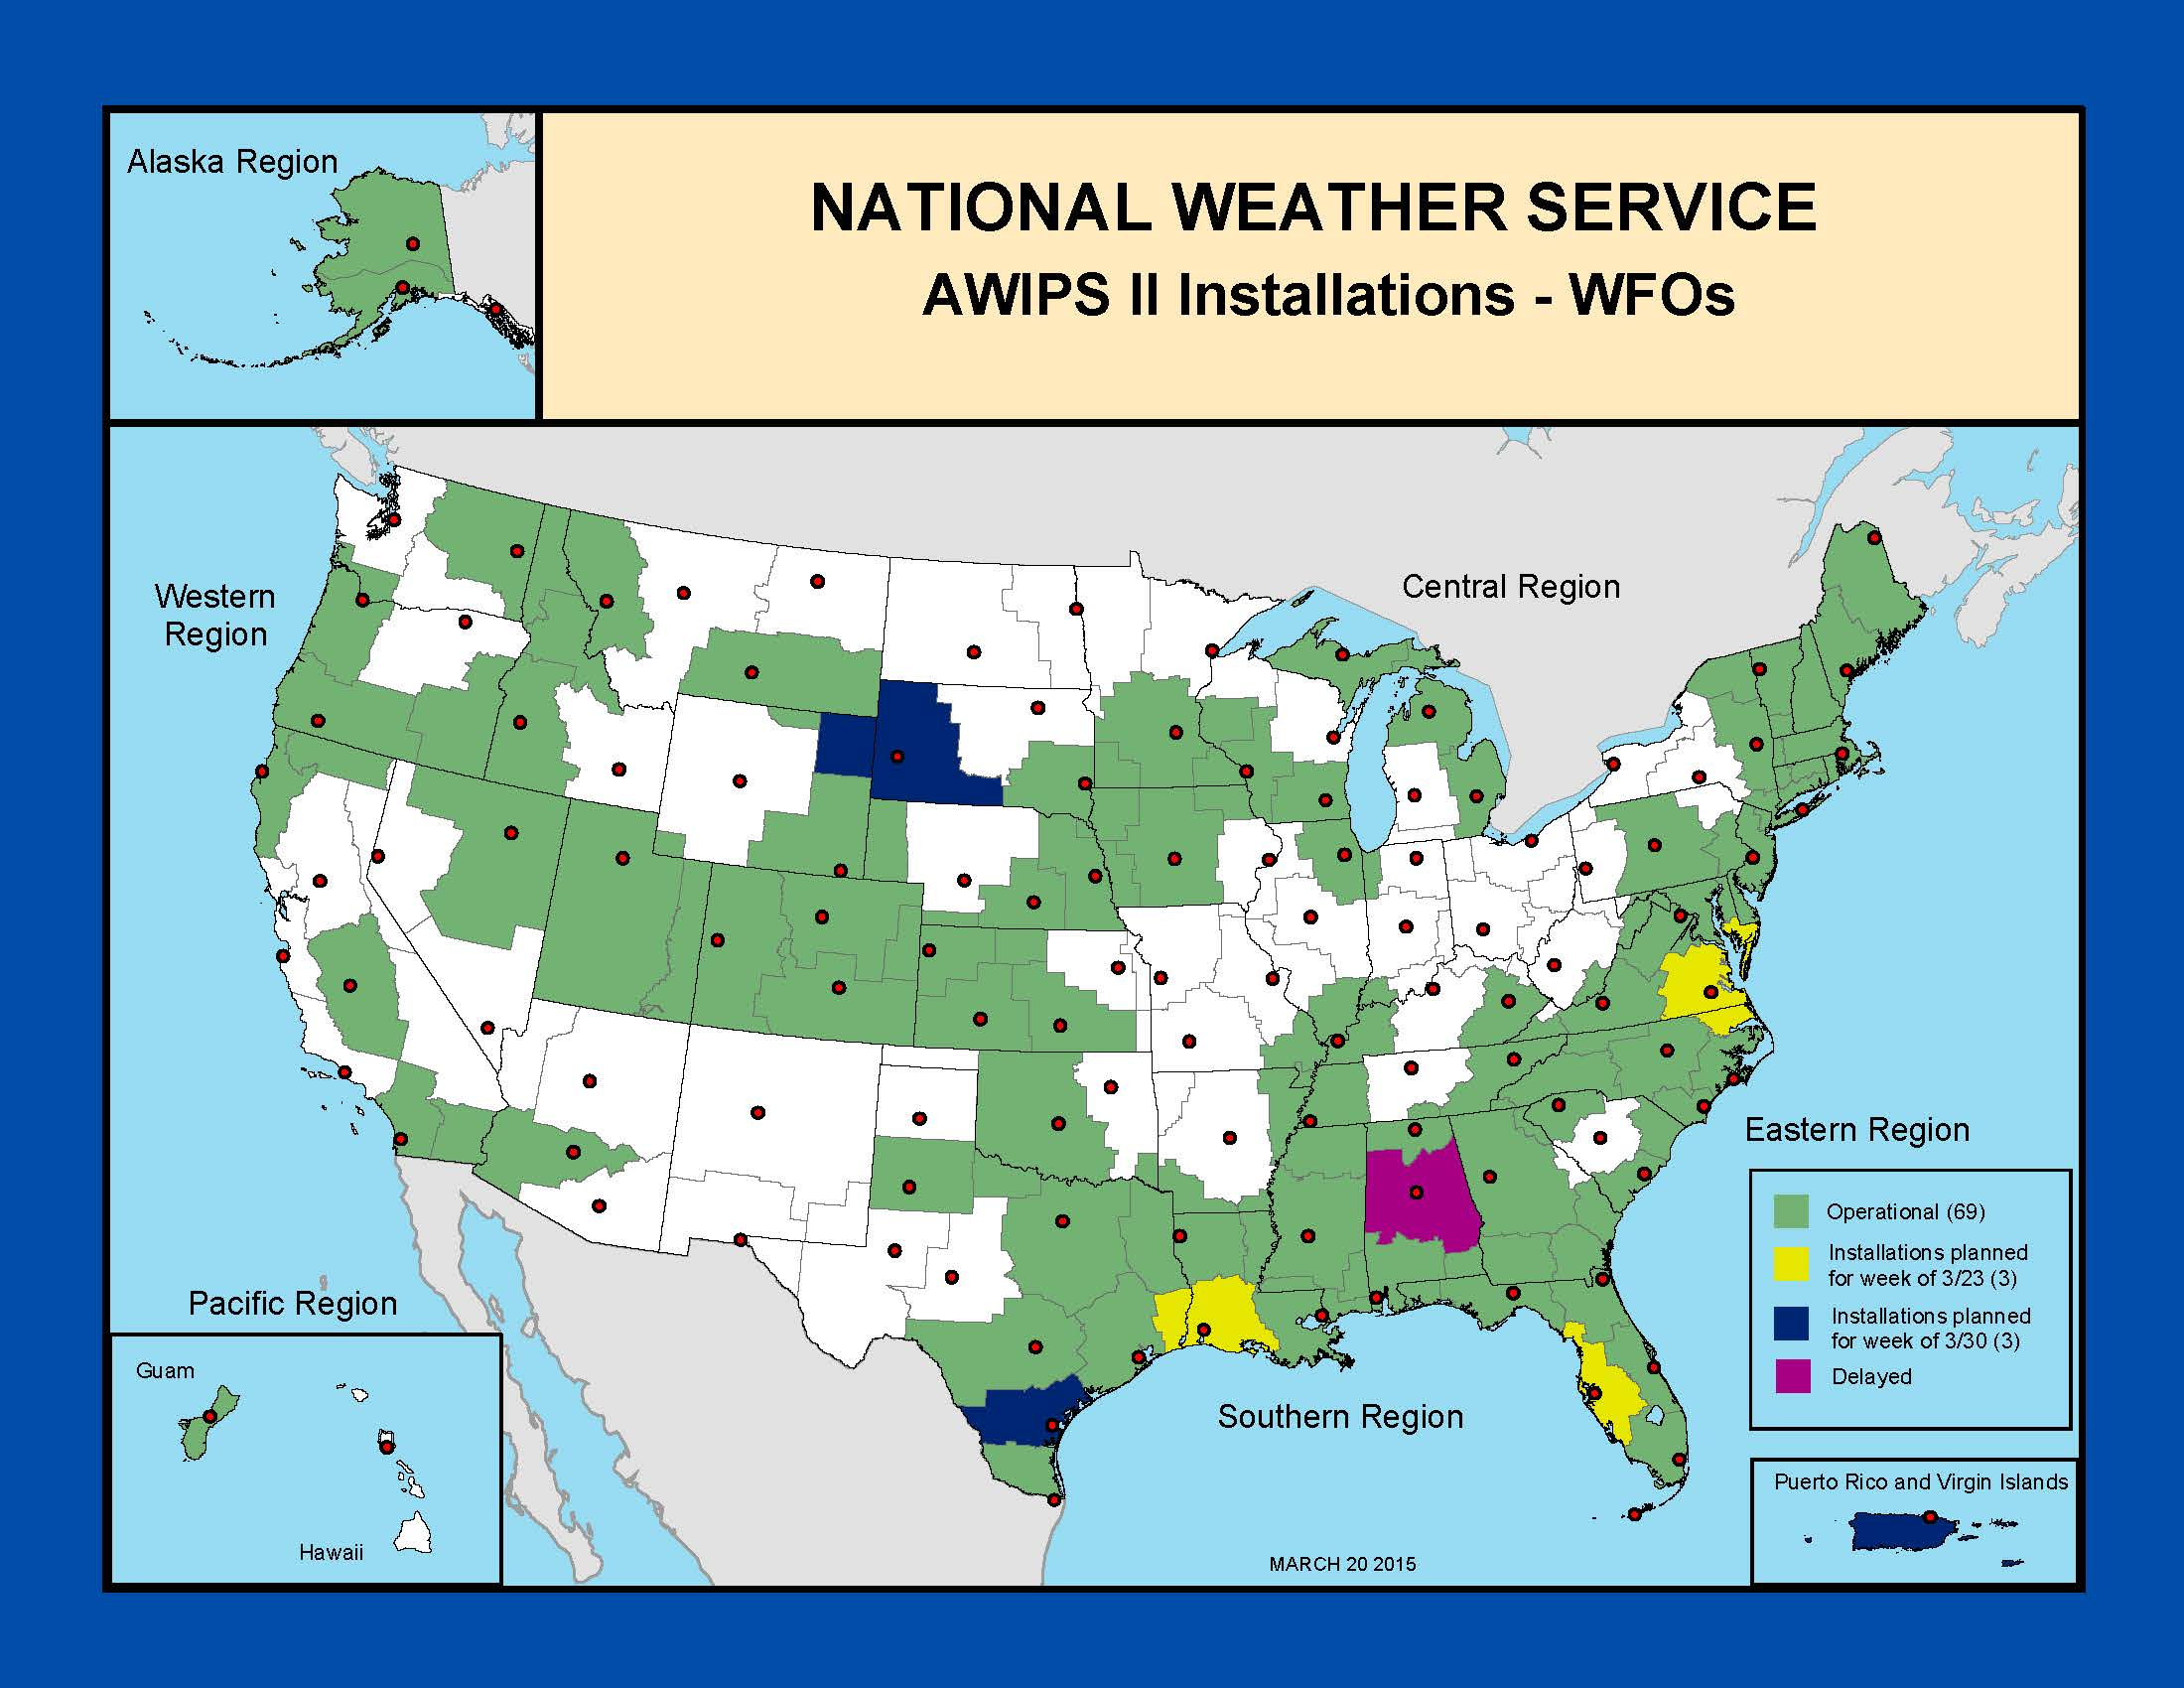 Alaska Region
NATIONAL WEATHER SERVICE
AWIPS II Installations - WFOs
Western
Region
Central Region
Eastern Region
Operational (69)
Installations planned
for week of 3/23 (3)
Installations planned
for week of 3/30 (3)
Delayed
Pacific Region
Guam
Hawaii
Southern Region
MARCH 20 2015
Puerto Rico and Virgin Islands